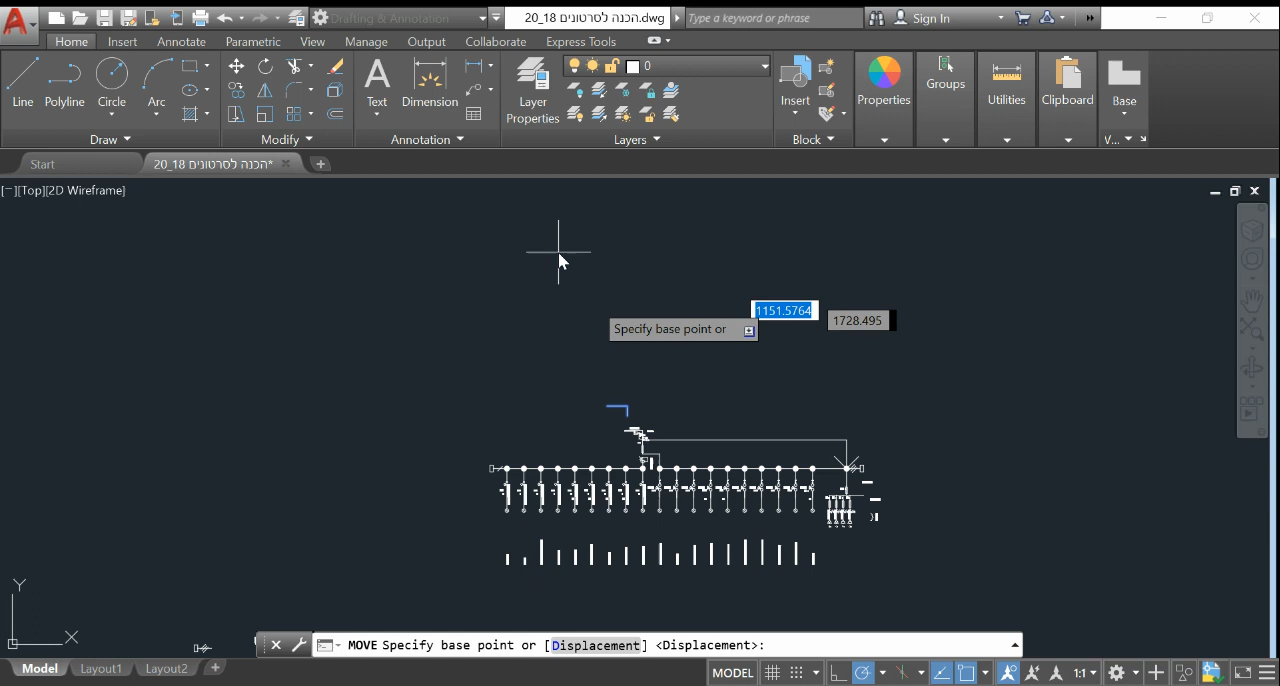 Drafting & Annotation
הכנה לסרטונים 20_18.dwg
Type a keyword or phrase
Sign In
Home Insert Annotate Parametric View Manage Output Collaborate Express Tools
0
Line Polyline Circle Arc Text Dimension Layer Properties Insert Properties Groups Utilities Clipboard Base
Draw Modify Annotation Layers Block V...
Start
הכנה לסרטונים 20_18*
[−][Top][2D Wireframe]
1151.5764
1728.495
Specify base point or
Y
X
MOVE Specify base point or [Displacement] <Displacement>:
Model Layout1 Layout2
MODEL
1:1